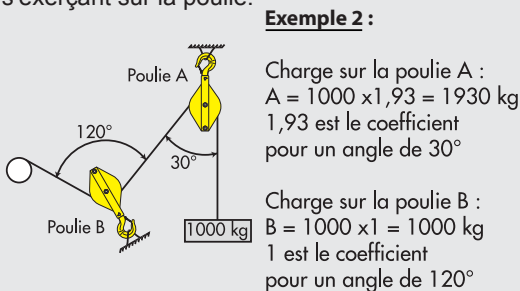 s'exerçant sur la poulie.
Exemple 2 :
Poulie A
120°
30°
Poulie B
1000 kg
Charge sur la poulie A :
A = 1000 x1,93 = 1930 kg
1,93 est le coefficient
pour un angle de 30°
Charge sur la poulie B :
B = 1000 x1 = 1000 kg
1 est le coefficient
pour un angle de 120°